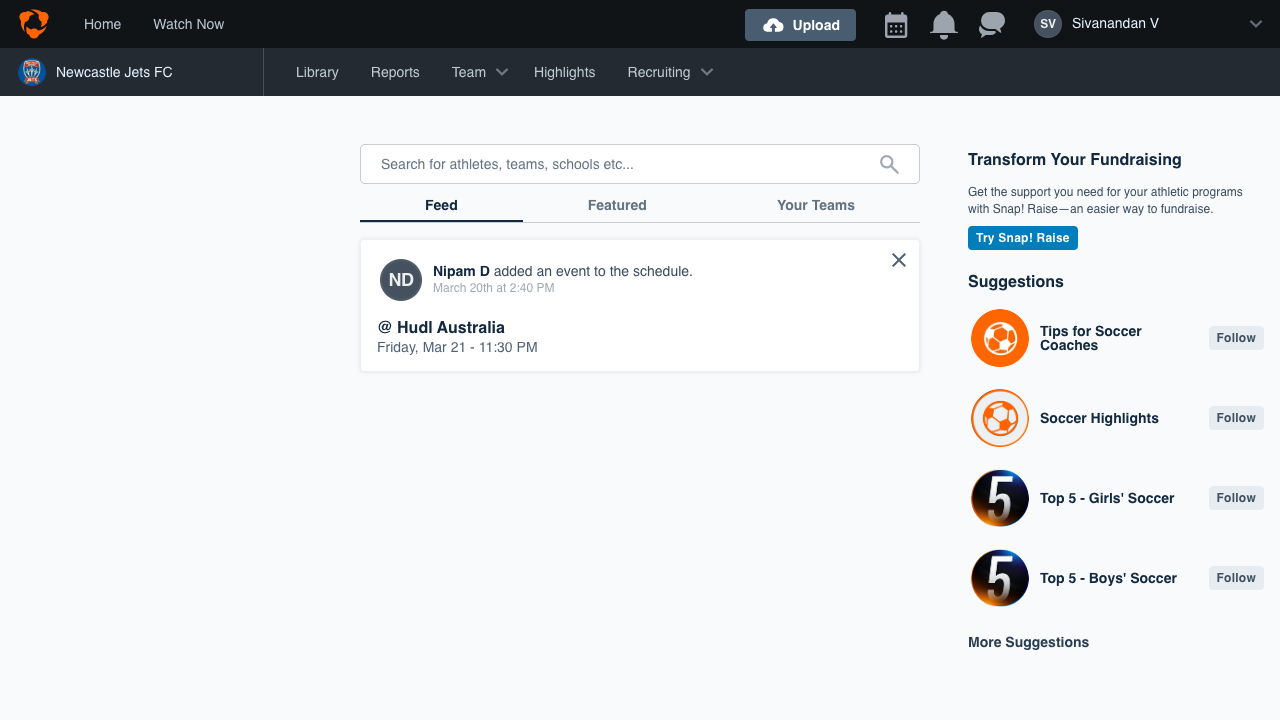 Home
Watch Now
Upload
SV
Sivanandan V
Newcastle Jets FC
Library
Reports
Team
Highlights
Recruiting
Search for athletes, teams, schools etc...
Feed
Featured
Your Teams
ND
Nipam D added an event to the schedule.
March 20th at 2:40 PM
@ Hudl Australia
Friday, Mar 21 - 11:30 PM
Transform Your Fundraising
Get the support you need for your athletic programs
with Snap! Raise—an easier way to fundraise.
Try Snap! Raise
Suggestions
Tips for Soccer
Coaches
Follow
Soccer Highlights
Follow
5
Top 5 - Girls' Soccer
Follow
5
Top 5 - Boys' Soccer
Follow
More Suggestions